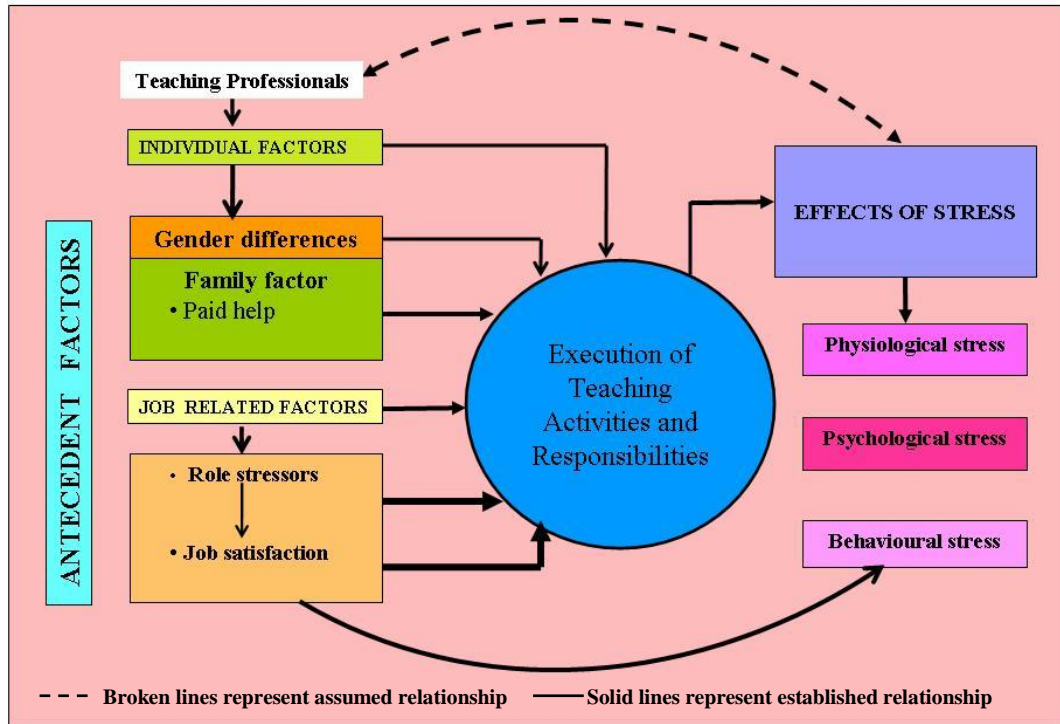 Teaching Professionals
INDIVIDUAL FACTORS
ANTECEDENT FACTORS
Gender differences
Family factor
• Paid help
JOB RELATED FACTORS
• Role stressors
• Job satisfaction
Execution of
Teaching
Activities and
Responsibilities
EFFECTS OF STRESS
Physiological stress
Psychological stress
Behavioural stress
Broken lines represent assumed relationship
Solid lines represent established relationship